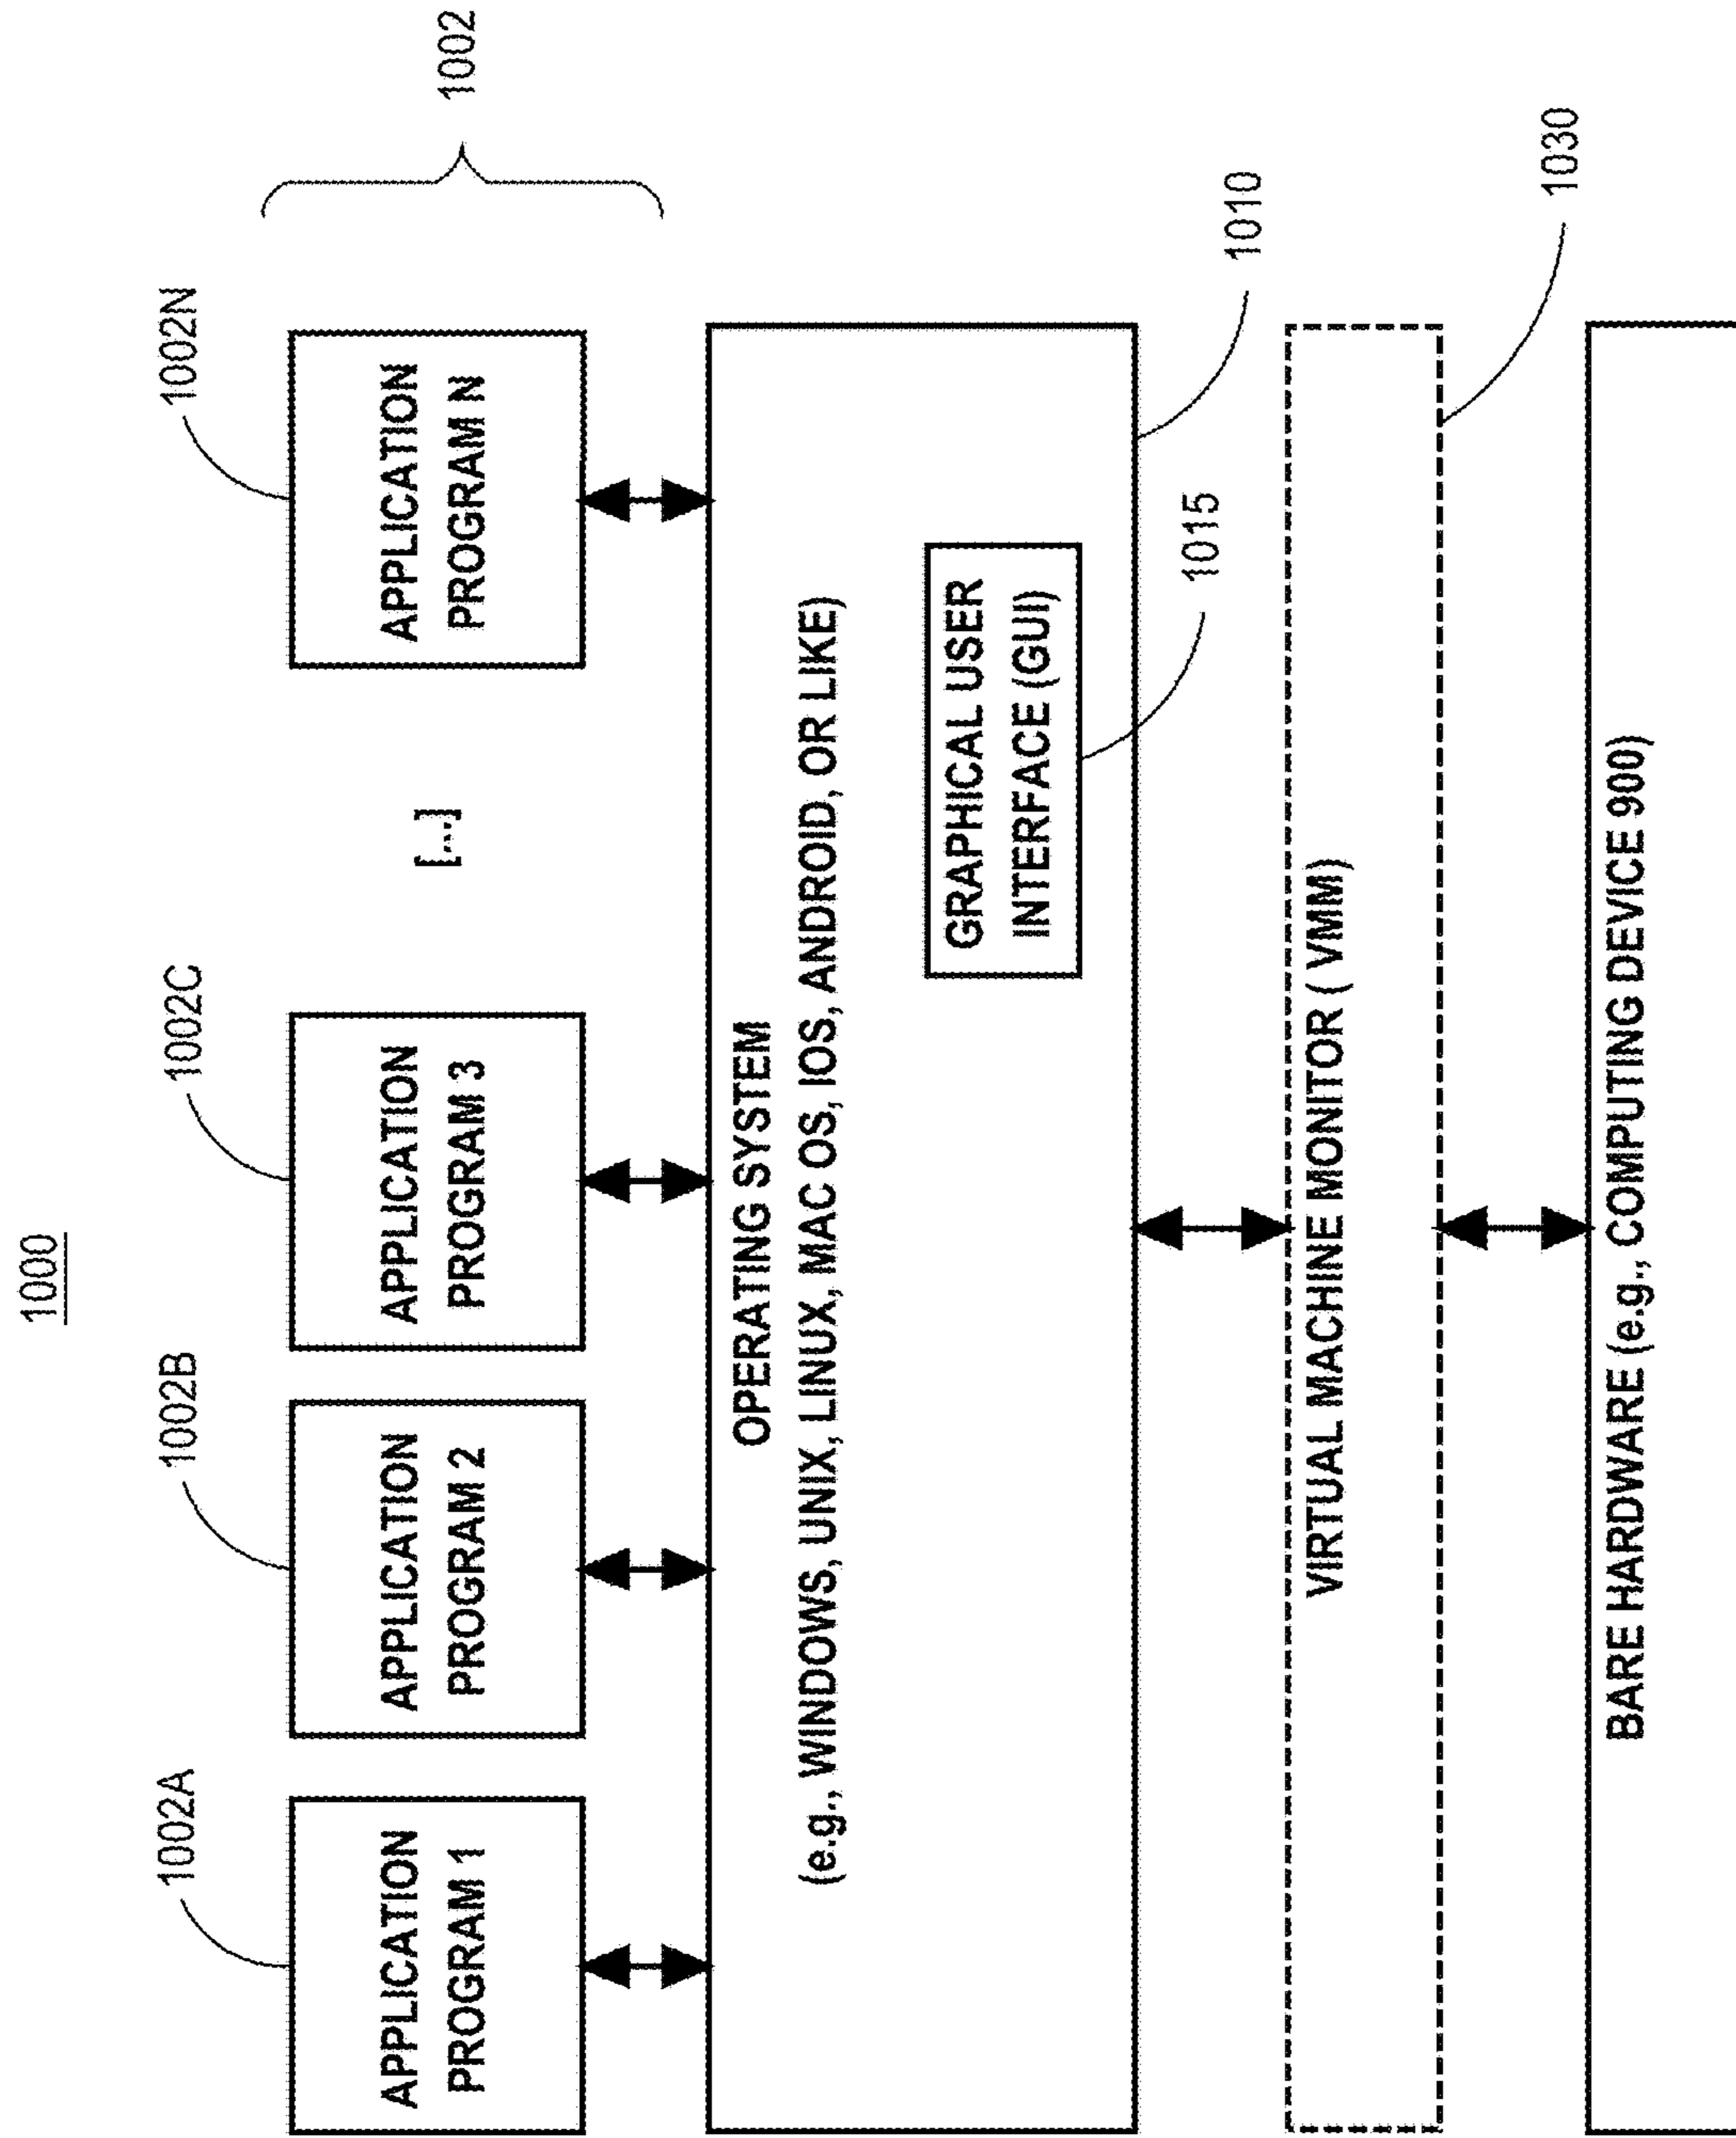 1000
1002A
1002B
1002C
1002N
1002
APPLICATION
PROGRAM 1
APPLICATION
PROGRAM 2
APPLICATION
PROGRAM 3
[...]
APPLICATION
PROGRAM N
OPERATING SYSTEM
(e.g., WINDOWS, UNIX, LINUX, MAC OS, IOS, ANDROID, OR LIKE)
GRAPHICAL USER
INTERFACE (GUI)
1015
1010
VIRTUAL MACHINE MONITOR ( VMM)
1030
BARE HARDWARE (e.g., COMPUTING DEVICE 900)